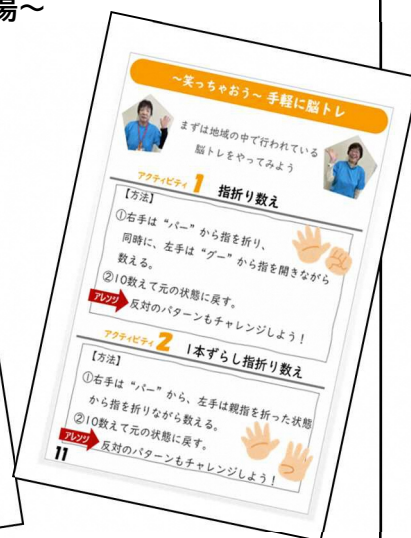 場～
～笑っちゃおう～ 手軽に脳トレ
まずは地域の中で行われている
脳トレをやってみよう
アクティビティ 1 指折り数え
【方法】
①右手は“パー”から指を折り、
同時に、左手は“グー”から指を開きながら
数える。
②10数えて元の状態に戻す。
アレンジ 反対のパターンもチャレンジしよう！
アクティビティ 2 1本ずらし指折り数え
【方法】
①右手は“パー”から、左手は親指を折った状態
から指を折りながら数える。
②10数えて元の状態に戻す。
アレンジ 反対のパターンもチャレンジしよう！
11